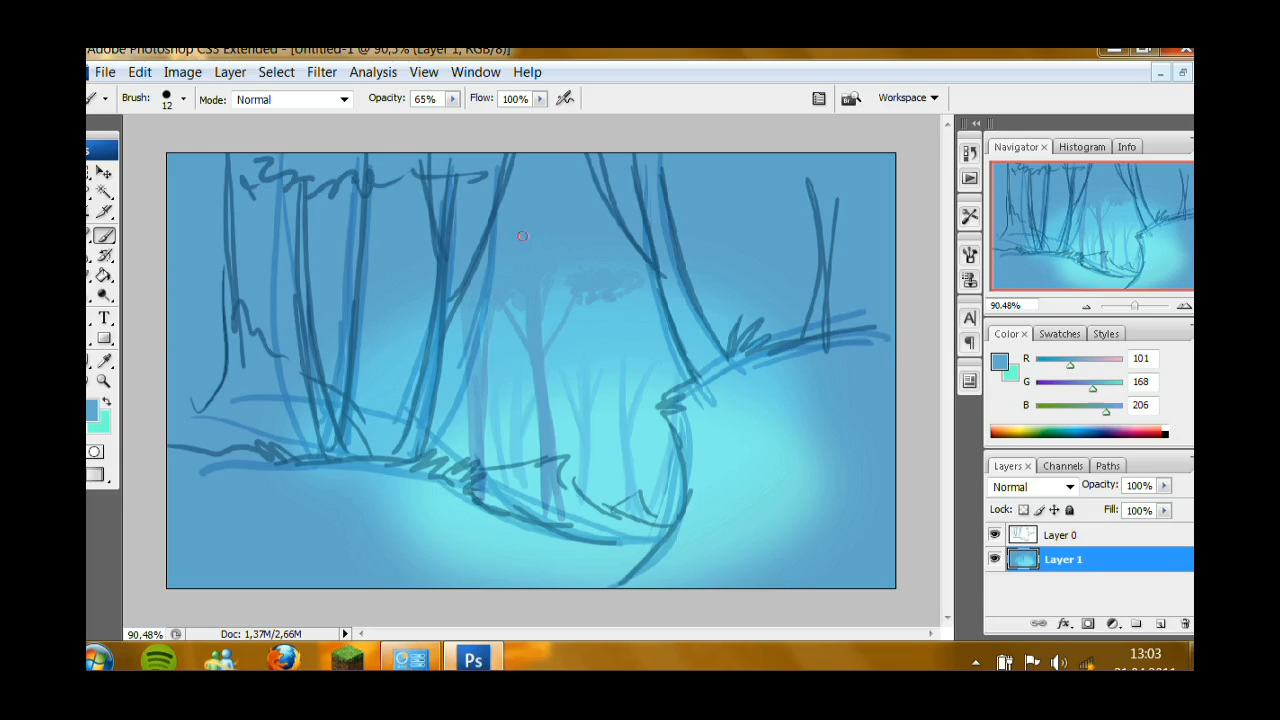 Adobe Photoshop CS3 Extended - [Untitled-1 @ 90,5% (Layer 1, RGB/8)]
File Edit Image Layer Select Filter Analysis View Window Help
Brush: 12 Mode: Normal Opacity: 65% Flow: 100% Workspace
Navigator × Histogram Info
90.48%
Color × Swatches Styles
R 101
G 168
B 206
Layers × Channels Paths
Normal Opacity: 100%
Lock: Fill: 100%
Layer 0
Layer 1
90,48% Doc: 1,37M/2,66M
Ps 13:03